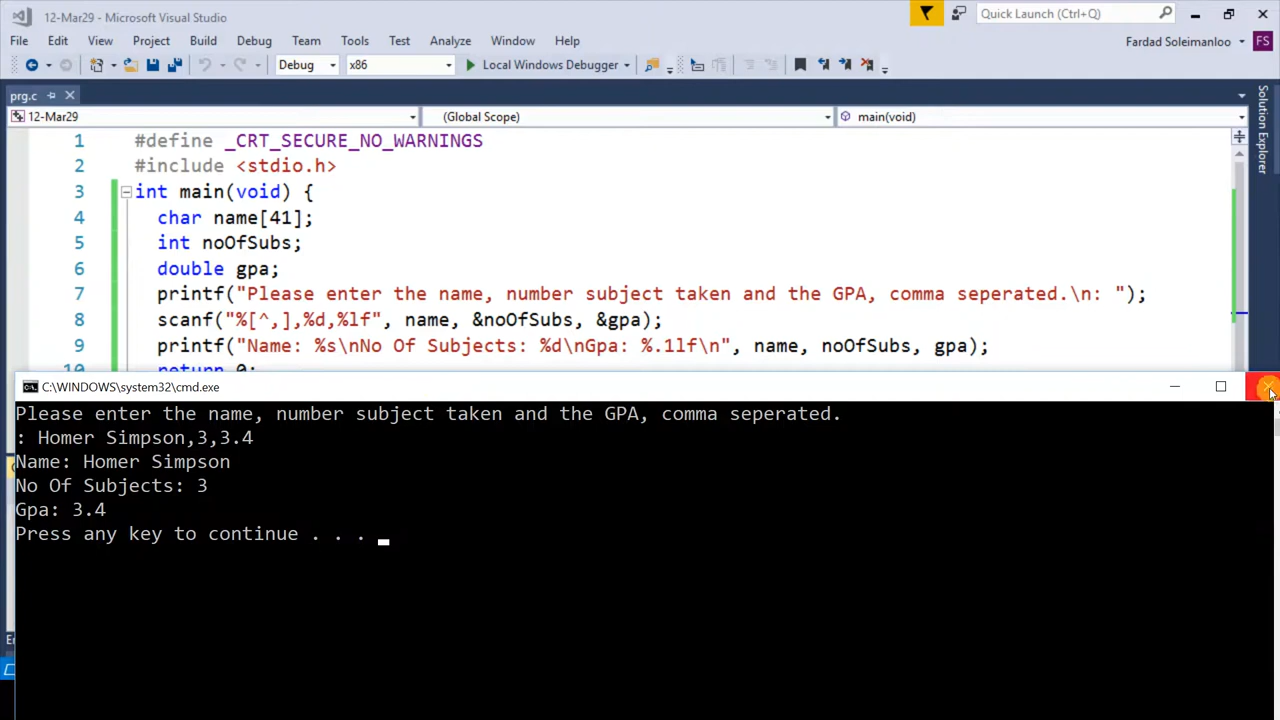 12-Mar29 - Microsoft Visual Studio
Quick Launch (Ctrl+Q)
File Edit View Project Build Debug Team Tools Test Analyze Window Help
Fardad Soleimanloo FS
Debug x86 Local Windows Debugger
prg.c
12-Mar29 (Global Scope) main(void)
Solution Explorer
1 #define _CRT_SECURE_NO_WARNINGS
2 #include <stdio.h>
3 int main(void) {
4 char name[41];
5 int noOfSubs;
6 double gpa;
7 printf("Please enter the name, number subject taken and the GPA, comma seperated.\n: ");
8 scanf("%[^,],%d,%lf", name, &noOfSubs, &gpa);
9 printf("Name: %s\nNo Of Subjects: %d\nGpa: %.1lf\n", name, noOfSubs, gpa);
10 return 0;
C:\WINDOWS\system32\cmd.exe
Please enter the name, number subject taken and the GPA, comma seperated.
: Homer Simpson,3,3.4
Name: Homer Simpson
No Of Subjects: 3
Gpa: 3.4
Press any key to continue . . .